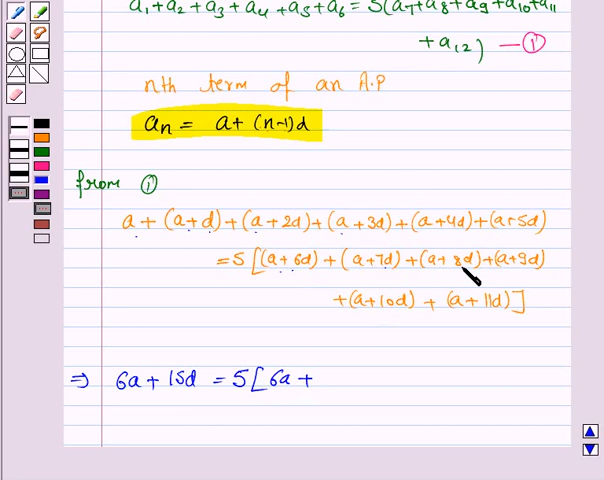 a1+a2+a3+a4 +a5+a6 = 5(a7+a8+a9+a10+a11
+a12) —①
nth term of an A.P
an = a+(n-1)d
from ①
a+(a+d)+(a+2d)+(a+3d)+(a+4d)+(a+5d)
=5[(a+6d)+(a+7d)+(a+8d)+(a+9d)
+(a+10d)+(a+11d)]
⇒ 6a+15d = 5[6a+